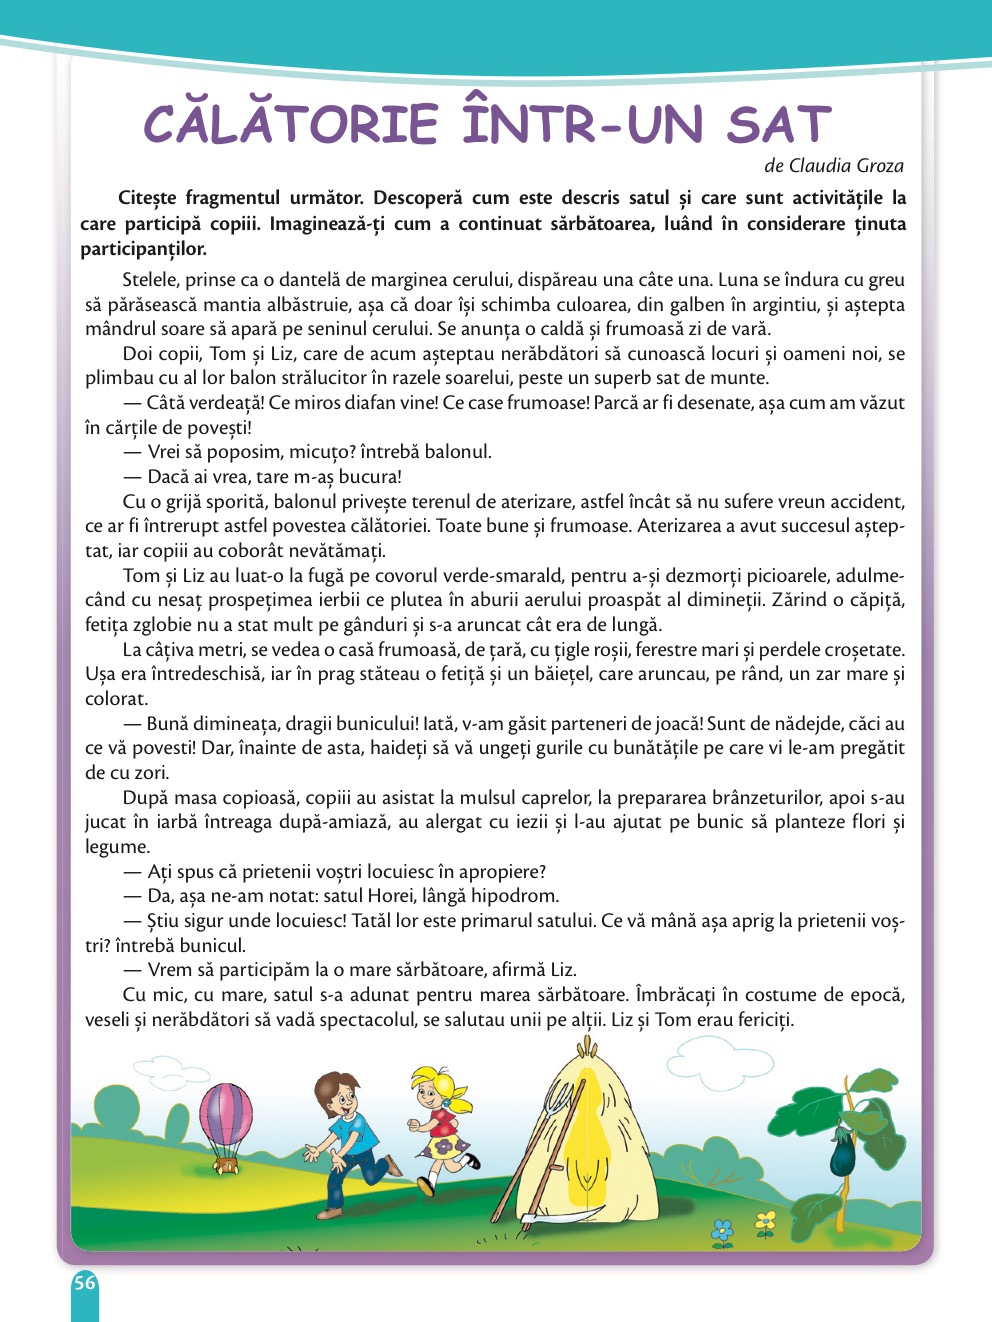 CĂLĂTORIE ÎNTR-UN SAT
de Claudia Groza
Citește fragmentul următor. Descoperă cum este descris satul și care sunt activitățile la
care participă copiii. Imaginează-ți cum a continuat sărbătoarea, luând în considerare ținuta
participanților.
Stelele, prinse ca o dantelă de marginea cerului, dispăreau una câte una. Luna se îndura cu greu
să părăsească mantia albăstruie, așa că doar își schimba culoarea, din galben în argintiu, și aștepta
mândrul soare să apară pe seninul cerului. Se anunța o caldă și frumoasă zi de vară.
Doi copii, Tom și Liz, care de acum așteptau nerăbdători să cunoască locuri și oameni noi, se
plimbau cu al lor balon strălucitor în razele soarelui, peste un superb sat de munte.
— Câtă verdeață! Ce miros diafan vine! Ce case frumoase! Parcă ar fi desenate, așa cum am văzut
în cărțile de povești!
— Vrei să poposim, micuțo? întrebă balonul.
— Dacă ai vrea, tare m-aș bucura!
Cu o grijă sporită, balonul privește terenul de aterizare, astfel încât să nu sufere vreun accident,
ce ar fi întrerupt astfel povestea călătoriei. Toate bune și frumoase. Aterizarea a avut succesul aștep-
tat, iar copiii au coborât nevătămați.
Tom și Liz au luat-o la fugă pe covorul verde-smarald, pentru a-și dezmorți picioarele, adulme-
când cu nesaț prospețimea ierbii ce plutea în aburii aerului proaspăt al dimineții. Zărind o căpiță,
fetița zglobie nu a stat mult pe gânduri și s-a aruncat cât era de lungă.
La câțiva metri, se vedea o casă frumoasă, de țară, cu țigle roșii, ferestre mari și perdele croșetate.
Ușa era întredeschisă, iar în prag stăteau o fetiță și un băiețel, care aruncau, pe rând, un zar mare și
colorat.
— Bună dimineața, dragii bunicului! Iată, v-am găsit parteneri de joacă! Sunt de nădejde, căci au
ce vă povesti! Dar, înainte de asta, haideți să vă ungeți gurile cu bunătățile pe care vi le-am pregătit
de cu zori.
După masa copioasă, copiii au asistat la mulsul caprelor, la prepararea brânzeturilor, apoi s-au
jucat în iarbă întreaga după-amiază, au alergat cu iezii și l-au ajutat pe bunic să planteze flori și
legume.
— Ați spus că prietenii voștri locuiesc în apropiere?
— Da, așa ne-am notat: satul Horei, lângă hipodrom.
— Știu sigur unde locuiesc! Tatăl lor este primarul satului. Ce vă mână așa aprig la prietenii voș-
tri? întrebă bunicul.
— Vrem să participăm la o mare sărbătoare, afirmă Liz.
Cu mic, cu mare, satul s-a adunat pentru marea sărbătoare. Îmbrăcați în costume de epocă,
veseli și nerăbdători să vadă spectacolul, se salutau unii pe alții. Liz și Tom erau fericiți.
56